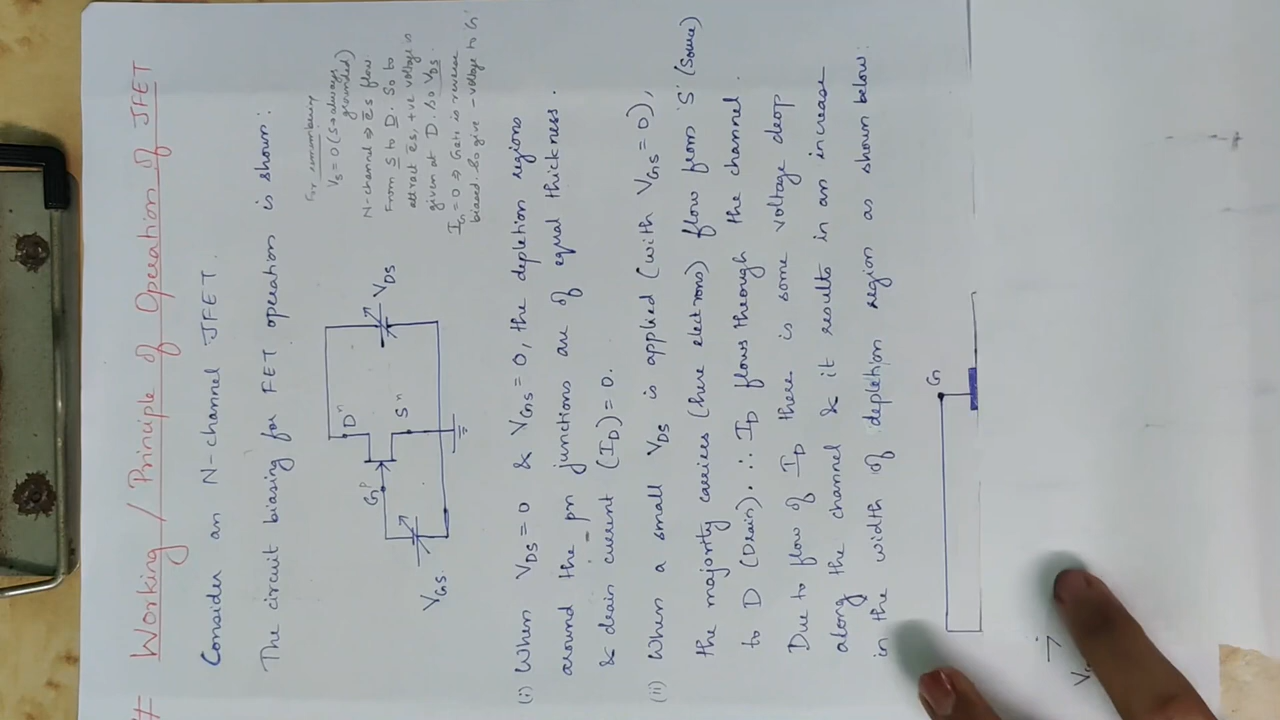 # Working / Principle of Operation of JFET
Consider an N-channel JFET.
The circuit biasing for FET operation is shown:
For remembering
VS = 0 (S → always
grounded)
N-channel ⇒ ēs flow
From S to D. So to
attract ēs, +ve voltage is
given at D. So VDS.
IG = 0 ⇒ Gate is reverse
biased. So give - voltage to G
Dⁿ
Gᵖ
Sⁿ
VDS
VGS.
(i) When VDS = 0 & VGS = 0, the depletion regions
around the pn junctions are of equal thickness.
& drain current (ID) = 0.
(ii) When a small VDS is applied (with VGS = 0),
the majority carriers (here electrons) flow from 'S' (Source)
to D (Drain). ∴ ID flows through the channel.
Due to flow of ID there is some voltage drop
along the channel & it results in an increase
in the width of depletion region as shown below:
G